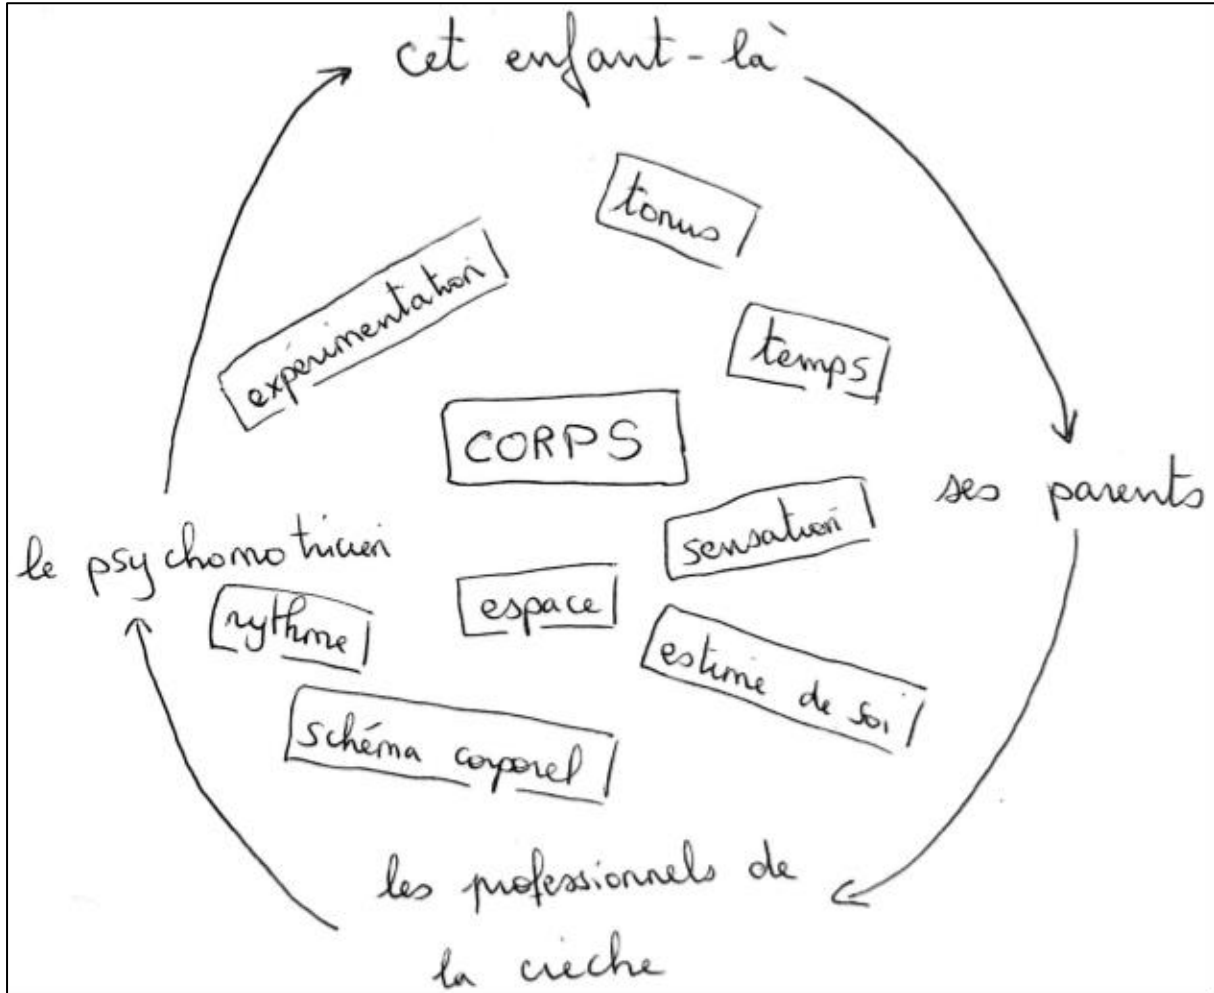 cet enfant-là
tonus
expérimentation
temps
CORPS
ses parents
sensation
le psychomotricien
espace
rythme
estime de soi
schéma corporel
les professionnels de
la crèche